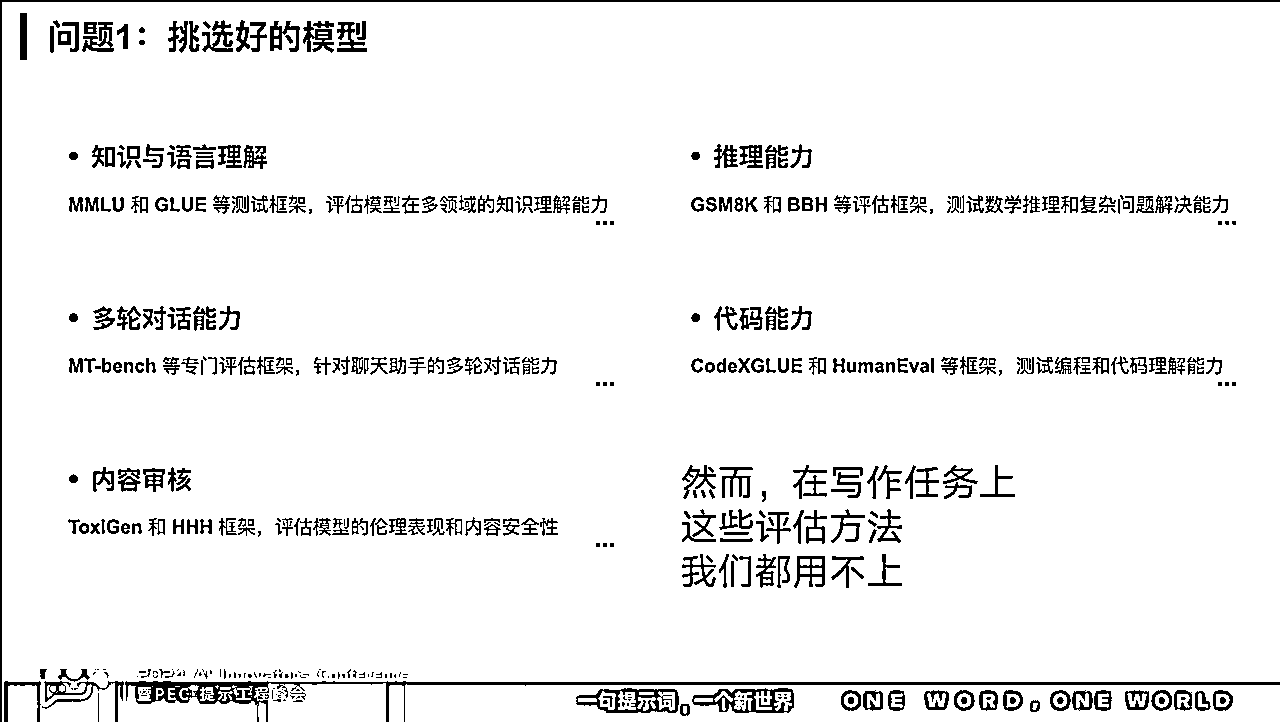 问题1：挑选好的模型
• 知识与语言理解
MMLU 和 GLUE 等测试框架，评估模型在多领域的知识理解能力
...
• 推理能力
GSM8K 和 BBH 等评估框架，测试数学推理和复杂问题解决能力
...
• 多轮对话能力
MT-bench 等专门评估框架，针对聊天助手的多轮对话能力
...
• 代码能力
CodeXGLUE 和 HumanEval 等框架，测试编程和代码理解能力
...
• 内容审核
ToxiGen 和 HHH 框架，评估模型的伦理表现和内容安全性
...
然而，在写作任务上
这些评估方法
我们都用不上
AI Innovations Conference
暨PEC·提示工程峰会
一句提示词，一个新世界
ONE WORD, ONE WORLD